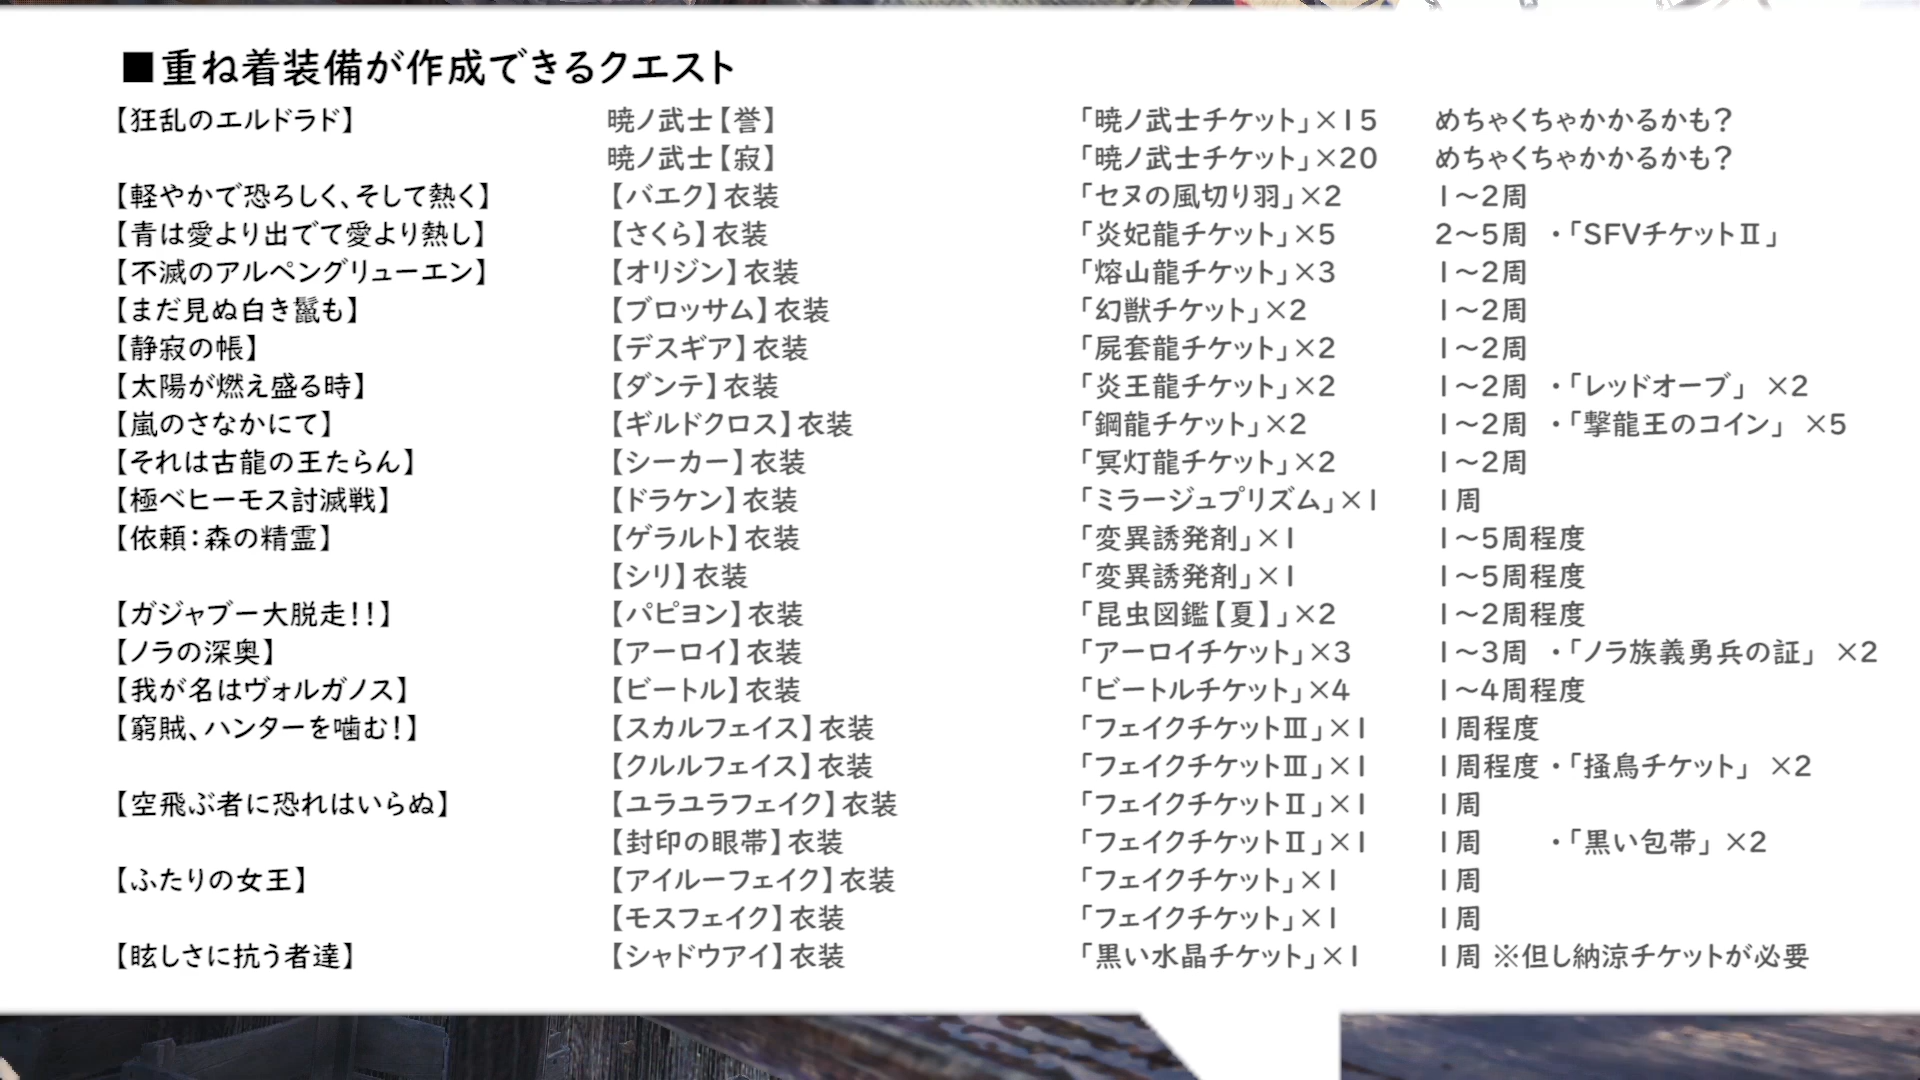 ■重ね着装備が作成できるクエスト
【狂乱のエルドラド】 暁ノ武士【誉】 「暁ノ武士チケット」×15 めちゃくちゃかかるかも？
暁ノ武士【寂】 「暁ノ武士チケット」×20 めちゃくちゃかかるかも？
【軽やかで恐ろしく、そして熱く】 【バエク】衣装 「セヌの風切り羽」×2 1～2周
【青は愛より出でて愛より熱し】 【さくら】衣装 「炎妃龍チケット」×5 2～5周 ・「SFVチケットⅡ」
【不滅のアルペングリューエン】 【オリジン】衣装 「熔山龍チケット」×3 1～2周
【まだ見ぬ白き鬣も】 【ブロッサム】衣装 「幻獣チケット」×2 1～2周
【静寂の帳】 【デスギア】衣装 「屍套龍チケット」×2 1～2周
【太陽が燃え盛る時】 【ダンテ】衣装 「炎王龍チケット」×2 1～2周 ・「レッドオーブ」 ×2
【嵐のさなかにて】 【ギルドクロス】衣装 「鋼龍チケット」×2 1～2周 ・「撃龍王のコイン」 ×5
【それは古龍の王たらん】 【シーカー】衣装 「冥灯龍チケット」×2 1～2周
【極ベヒーモス討滅戦】 【ドラケン】衣装 「ミラージュプリズム」×1 1周
【依頼：森の精霊】 【ゲラルト】衣装 「変異誘発剤」×1 1～5周程度
【シリ】衣装 「変異誘発剤」×1 1～5周程度
【ガジャブー大脱走！！】 【パピヨン】衣装 「昆虫図鑑【夏】」×2 1～2周程度
【ノラの深奥】 【アーロイ】衣装 「アーロイチケット」×3 1～3周 ・「ノラ族義勇兵の証」 ×2
【我が名はヴォルガノス】 【ビートル】衣装 「ビートルチケット」×4 1～4周程度
【窮賊、ハンターを噛む！】 【スカルフェイス】衣装 「フェイクチケットⅢ」×1 1周程度
【クルルフェイス】衣装 「フェイクチケットⅢ」×1 1周程度 ・「掻鳥チケット」 ×2
【空飛ぶ者に恐れはいらぬ】 【ユラユラフェイク】衣装 「フェイクチケットⅡ」×1 1周
【封印の眼帯】衣装 「フェイクチケットⅡ」×1 1周 ・「黒い包帯」 ×2
【ふたりの女王】 【アイルーフェイク】衣装 「フェイクチケット」×1 1周
【モスフェイク】衣装 「フェイクチケット」×1 1周
【眩しさに抗う者達】 【シャドウアイ】衣装 「黒い水晶チケット」×1 1周 ※但し納涼チケットが必要